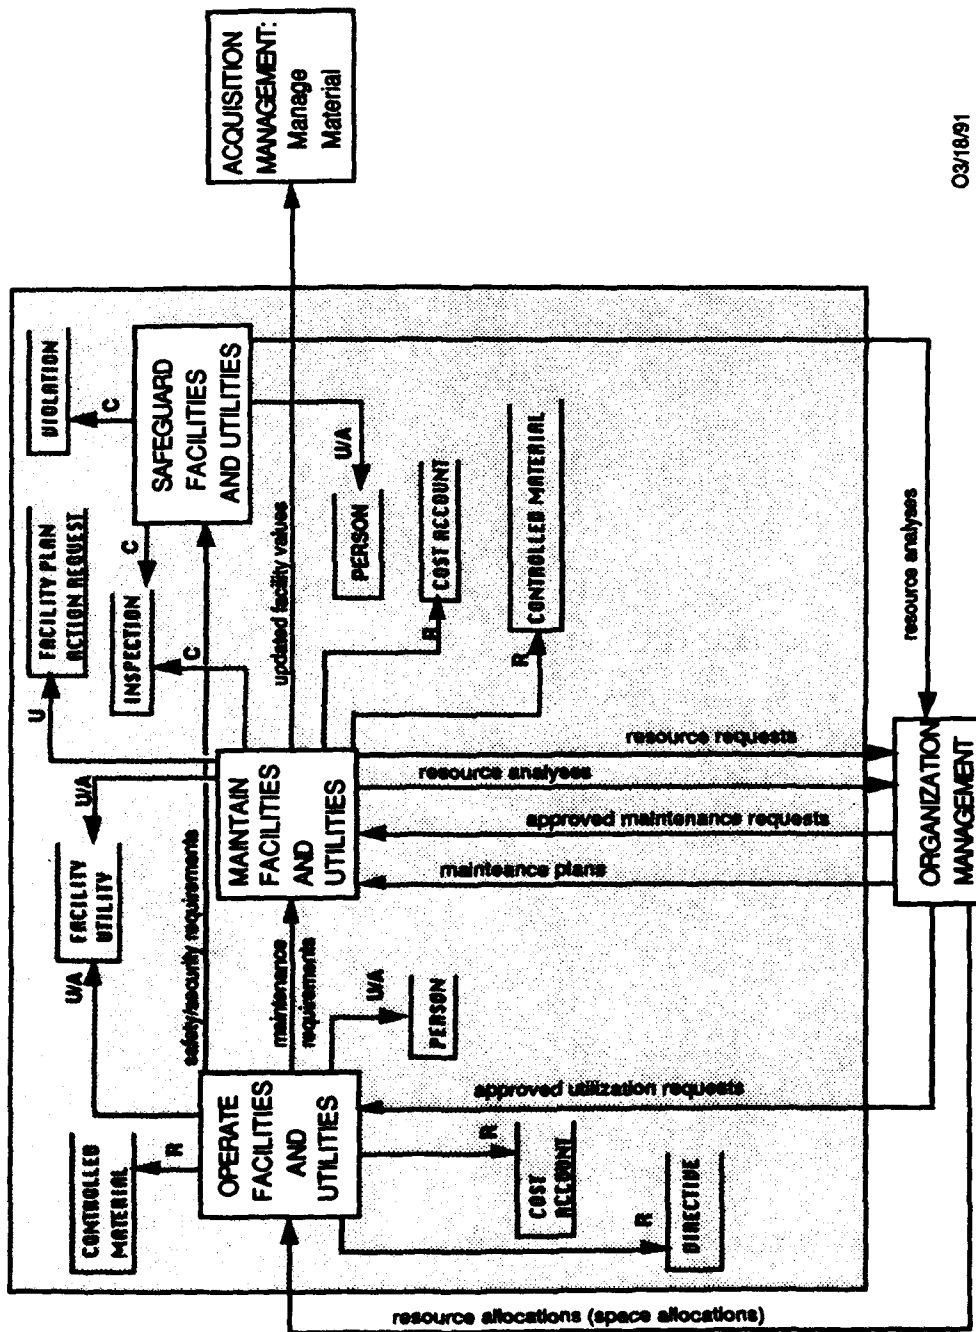 ACQUISITION
MANAGEMENT:
Manage
Material
VIOLATION
C
SAFEGUARD
FACILITIES
AND UTILITIES
FACILITY PLAN
ACTION REQUEST
U
C
INSPECTION
C
U/A
PERSON
updated facility values
R
COST ACCOUNT
R
CONTROLLED MATERIAL
resource analyses
U/A
FACILITY
UTILITY
U/A
MAINTAIN
FACILITIES
AND
UTILITIES
resource requests
resource analyses
approved maintenance requests
mainteance plans
ORGANIZATION
MANAGEMENT
safety/security requirements
maintenance
requirements
U/A
PERSON
CONTROLLED
MATERIAL
R
OPERATE
FACILITIES
AND
UTILITIES
approved utilization requests
R
COST
ACCOUNT
R
DIRECTIVE
resource allocations (space allocations)
03/18/91